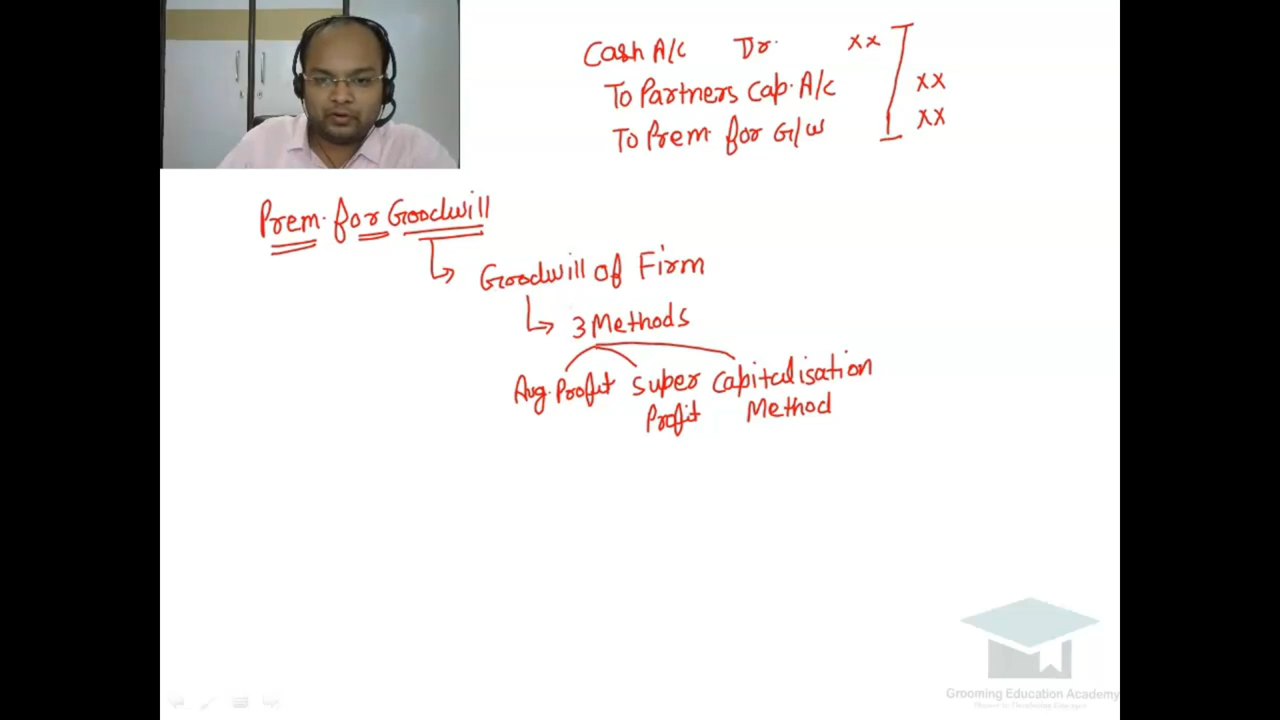 Cash A/c Dr. xx
To Partners Cap. A/c xx
To Prem. for G/w xx
Prem. for Goodwill
Goodwill of Firm
3 Methods
Avg. Profit Super Profit Capitalisation Method
Grooming Education Academy